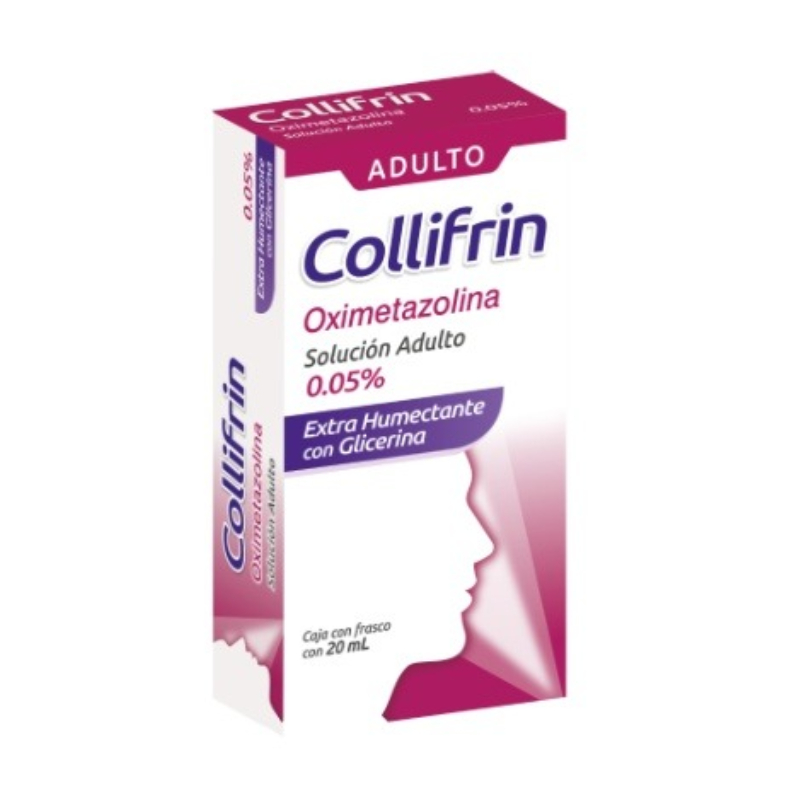 Collifrin
Oximetazolina
Solución Adulto
0.05%
ADULTO
Collifrin
Oximetazolina
Solución Adulto
0.05%
Extra Humectante
con Glicerina
Caja con frasco
con 20 mL
0.05%
Extra Humectante
con Glicerina
Collifrin
Oximetazolina
Solución Adulto